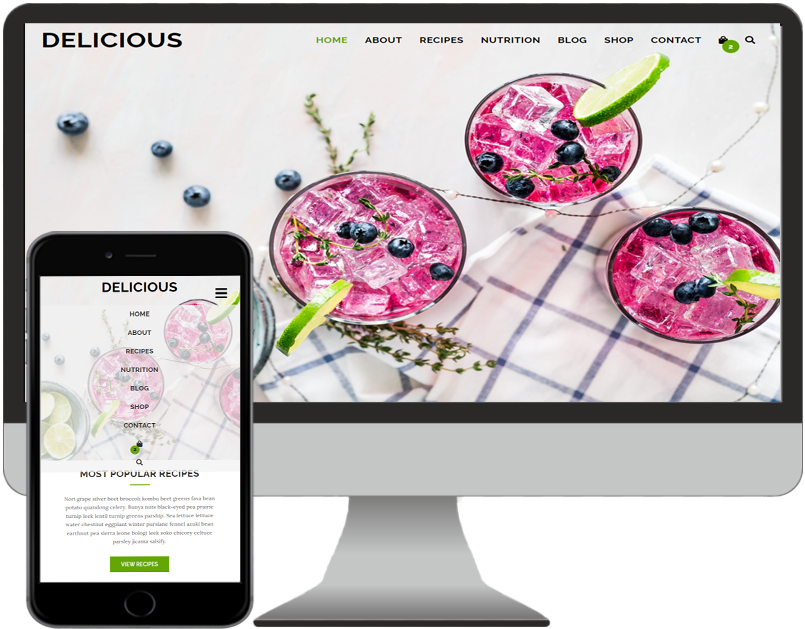 DELICIOUS HOME ABOUT RECIPES NUTRITION BLOG SHOP CONTACT 2
DELICIOUS
HOME
ABOUT
RECIPES
NUTRITION
BLOG
SHOP
CONTACT
2
MOST POPULAR RECIPES
Nori grape silver beet broccoli kombu beet greens fava bean
potato quandong celery. Bunya nuts black-eyed pea prairie
turnip leek lentil turnip greens parsnip. Sea lettuce lettuce
water chestnut eggplant winter purslane fennel azuki bean
earthnut pea sierra leone bologi leek soko chicory celtuce
parsley jícama salsify.
VIEW RECIPES